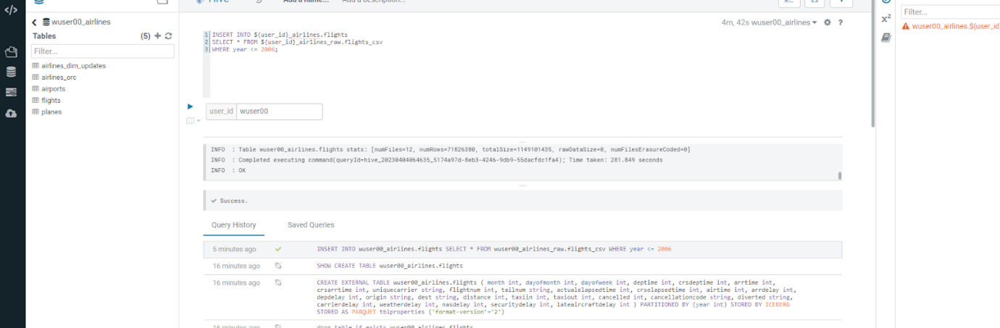 </>
Hive Add a name... Add a description...
wuser00_airlines
Tables (5)
Filter...
airlines_dim_updates
airlines_orc
airports
flights
planes
4m, 42s wuser00_airlines ?
1 INSERT INTO ${user_id}_airlines.flights
2 SELECT * FROM ${user_id}_airlines_raw.flights_csv
3 WHERE year <= 2006;
user_id wuser00
INFO : Table wuser00_airlines.flights stats: [numFiles=12, numRows=71826380, totalSize=1149101435, rawDataSize=0, numFilesErasureCoded=0]
INFO : Completed executing command(queryId=hive_20230404064635_5174a97d-8eb3-4246-9db9-55dacfdc1fa4); Time taken: 281.849 seconds
INFO : OK
Success.
Query History Saved Queries
5 minutes ago INSERT INTO wuser00_airlines.flights SELECT * FROM wuser00_airlines_raw.flights_csv WHERE year <= 2006
16 minutes ago SHOW CREATE TABLE wuser00_airlines.flights
16 minutes ago CREATE EXTERNAL TABLE wuser00_airlines.flights ( month int, dayofmonth int, dayofweek int, deptime int, crsdeptime int, arrtime int,
crsarrtime int, uniquecarrier string, flightnum int, tailnum string, actualelapsedtime int, crselapsedtime int, airtime int, arrdelay int,
depdelay int, origin string, dest string, distance int, taxiin int, taxiout int, cancelled int, cancellationcode string, diverted string,
carrierdelay int, weatherdelay int, nasdelay int, securitydelay int, lateaircraftdelay int ) PARTITIONED BY (year int) STORED BY ICEBERG
STORED AS PARQUET tblproperties ('format-version'='2')
16 minutes ago drop table if exists wuser00_airlines.flights
x²
Filter...
wuser00_airlines.${user_id}